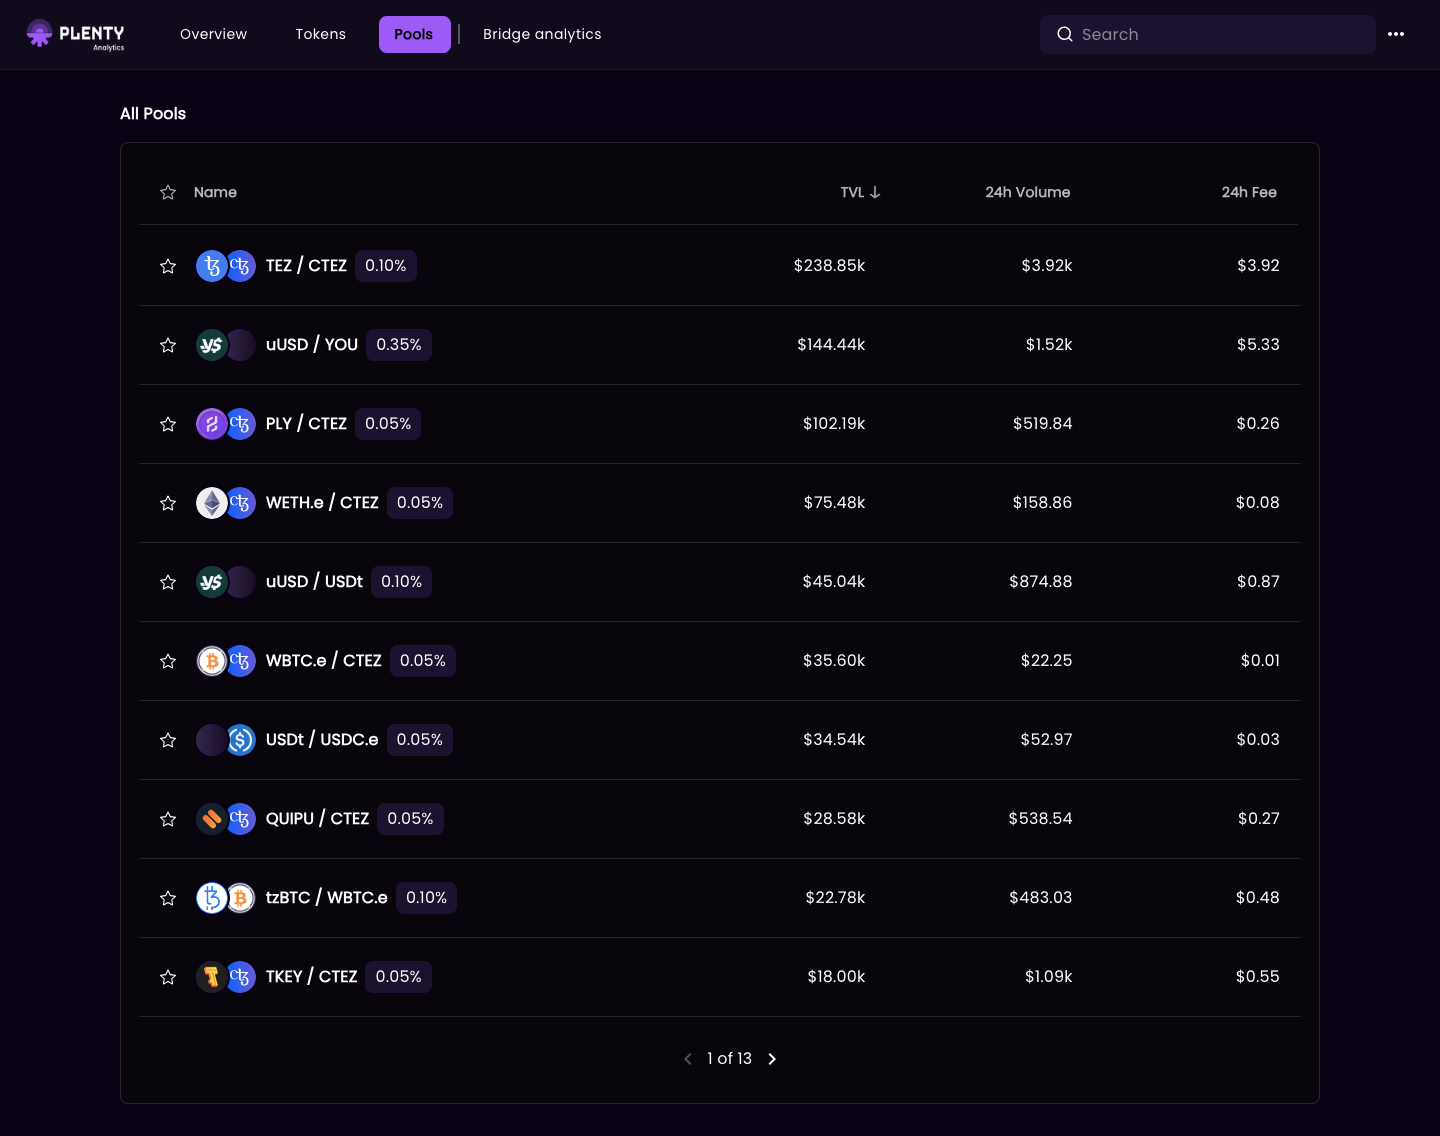 PLENTY
Analytics
Overview Tokens Pools Bridge analytics Search
All Pools
Name TVL 24h Volume 24h Fee
TEZ / CTEZ 0.10% $238.85k $3.92k $3.92
uUSD / YOU 0.35% $144.44k $1.52k $5.33
PLY / CTEZ 0.05% $102.19k $519.84 $0.26
WETH.e / CTEZ 0.05% $75.48k $158.86 $0.08
uUSD / USDt 0.10% $45.04k $874.88 $0.87
WBTC.e / CTEZ 0.05% $35.60k $22.25 $0.01
USDt / USDC.e 0.05% $34.54k $52.97 $0.03
QUIPU / CTEZ 0.05% $28.58k $538.54 $0.27
tzBTC / WBTC.e 0.10% $22.78k $483.03 $0.48
TKEY / CTEZ 0.05% $18.00k $1.09k $0.55
1 of 13